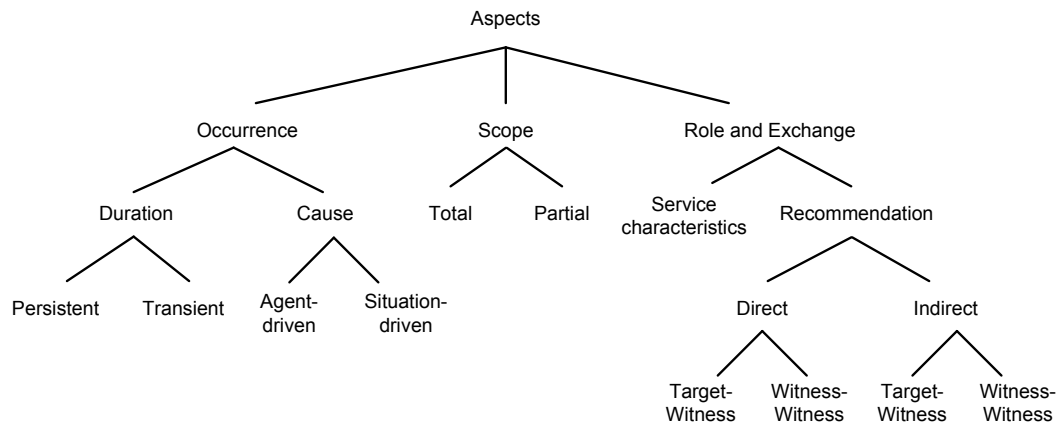 Aspects
Occurrence
Scope
Role and Exchange
Duration
Cause
Total
Partial
Service
characteristics
Recommendation
Persistent
Transient
Agent-
driven
Situation-
driven
Direct
Indirect
Target-
Witness
Witness-
Witness
Target-
Witness
Witness-
Witness